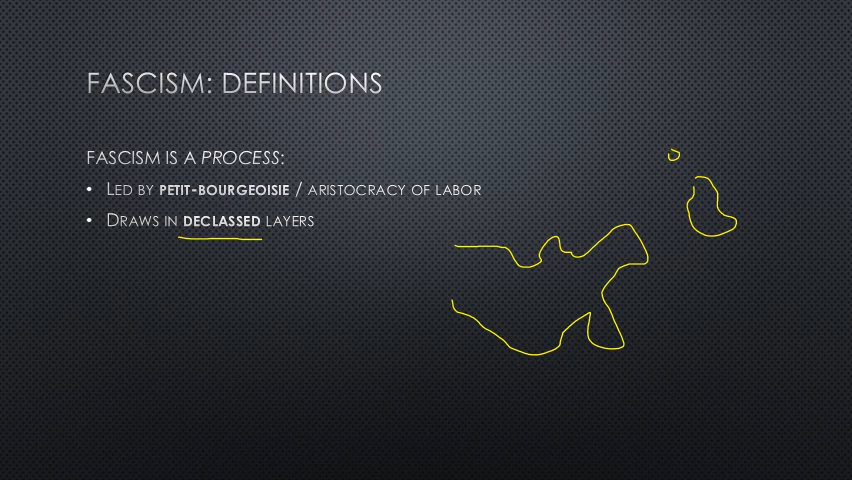 FASCISM: DEFINITIONS
FASCISM IS A PROCESS:
• LED BY PETIT-BOURGEOISIE / ARISTOCRACY OF LABOR
• DRAWS IN DECLASSED LAYERS